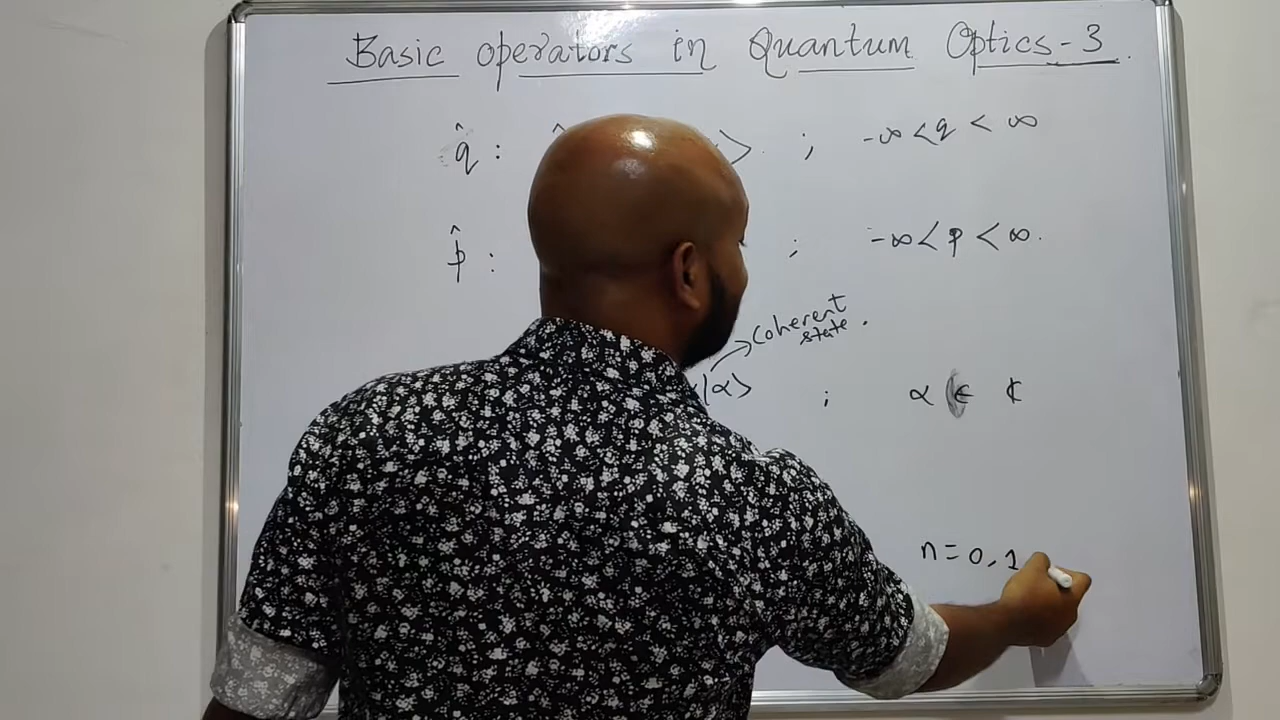 Basic operators in Quantum Optics - 3.
q̂ : ^ > . ; -∞ < q < ∞
p̂ : ; -∞ < p < ∞.
coherent
state.
|α> ; α ∈ ℂ
n = 0, 1